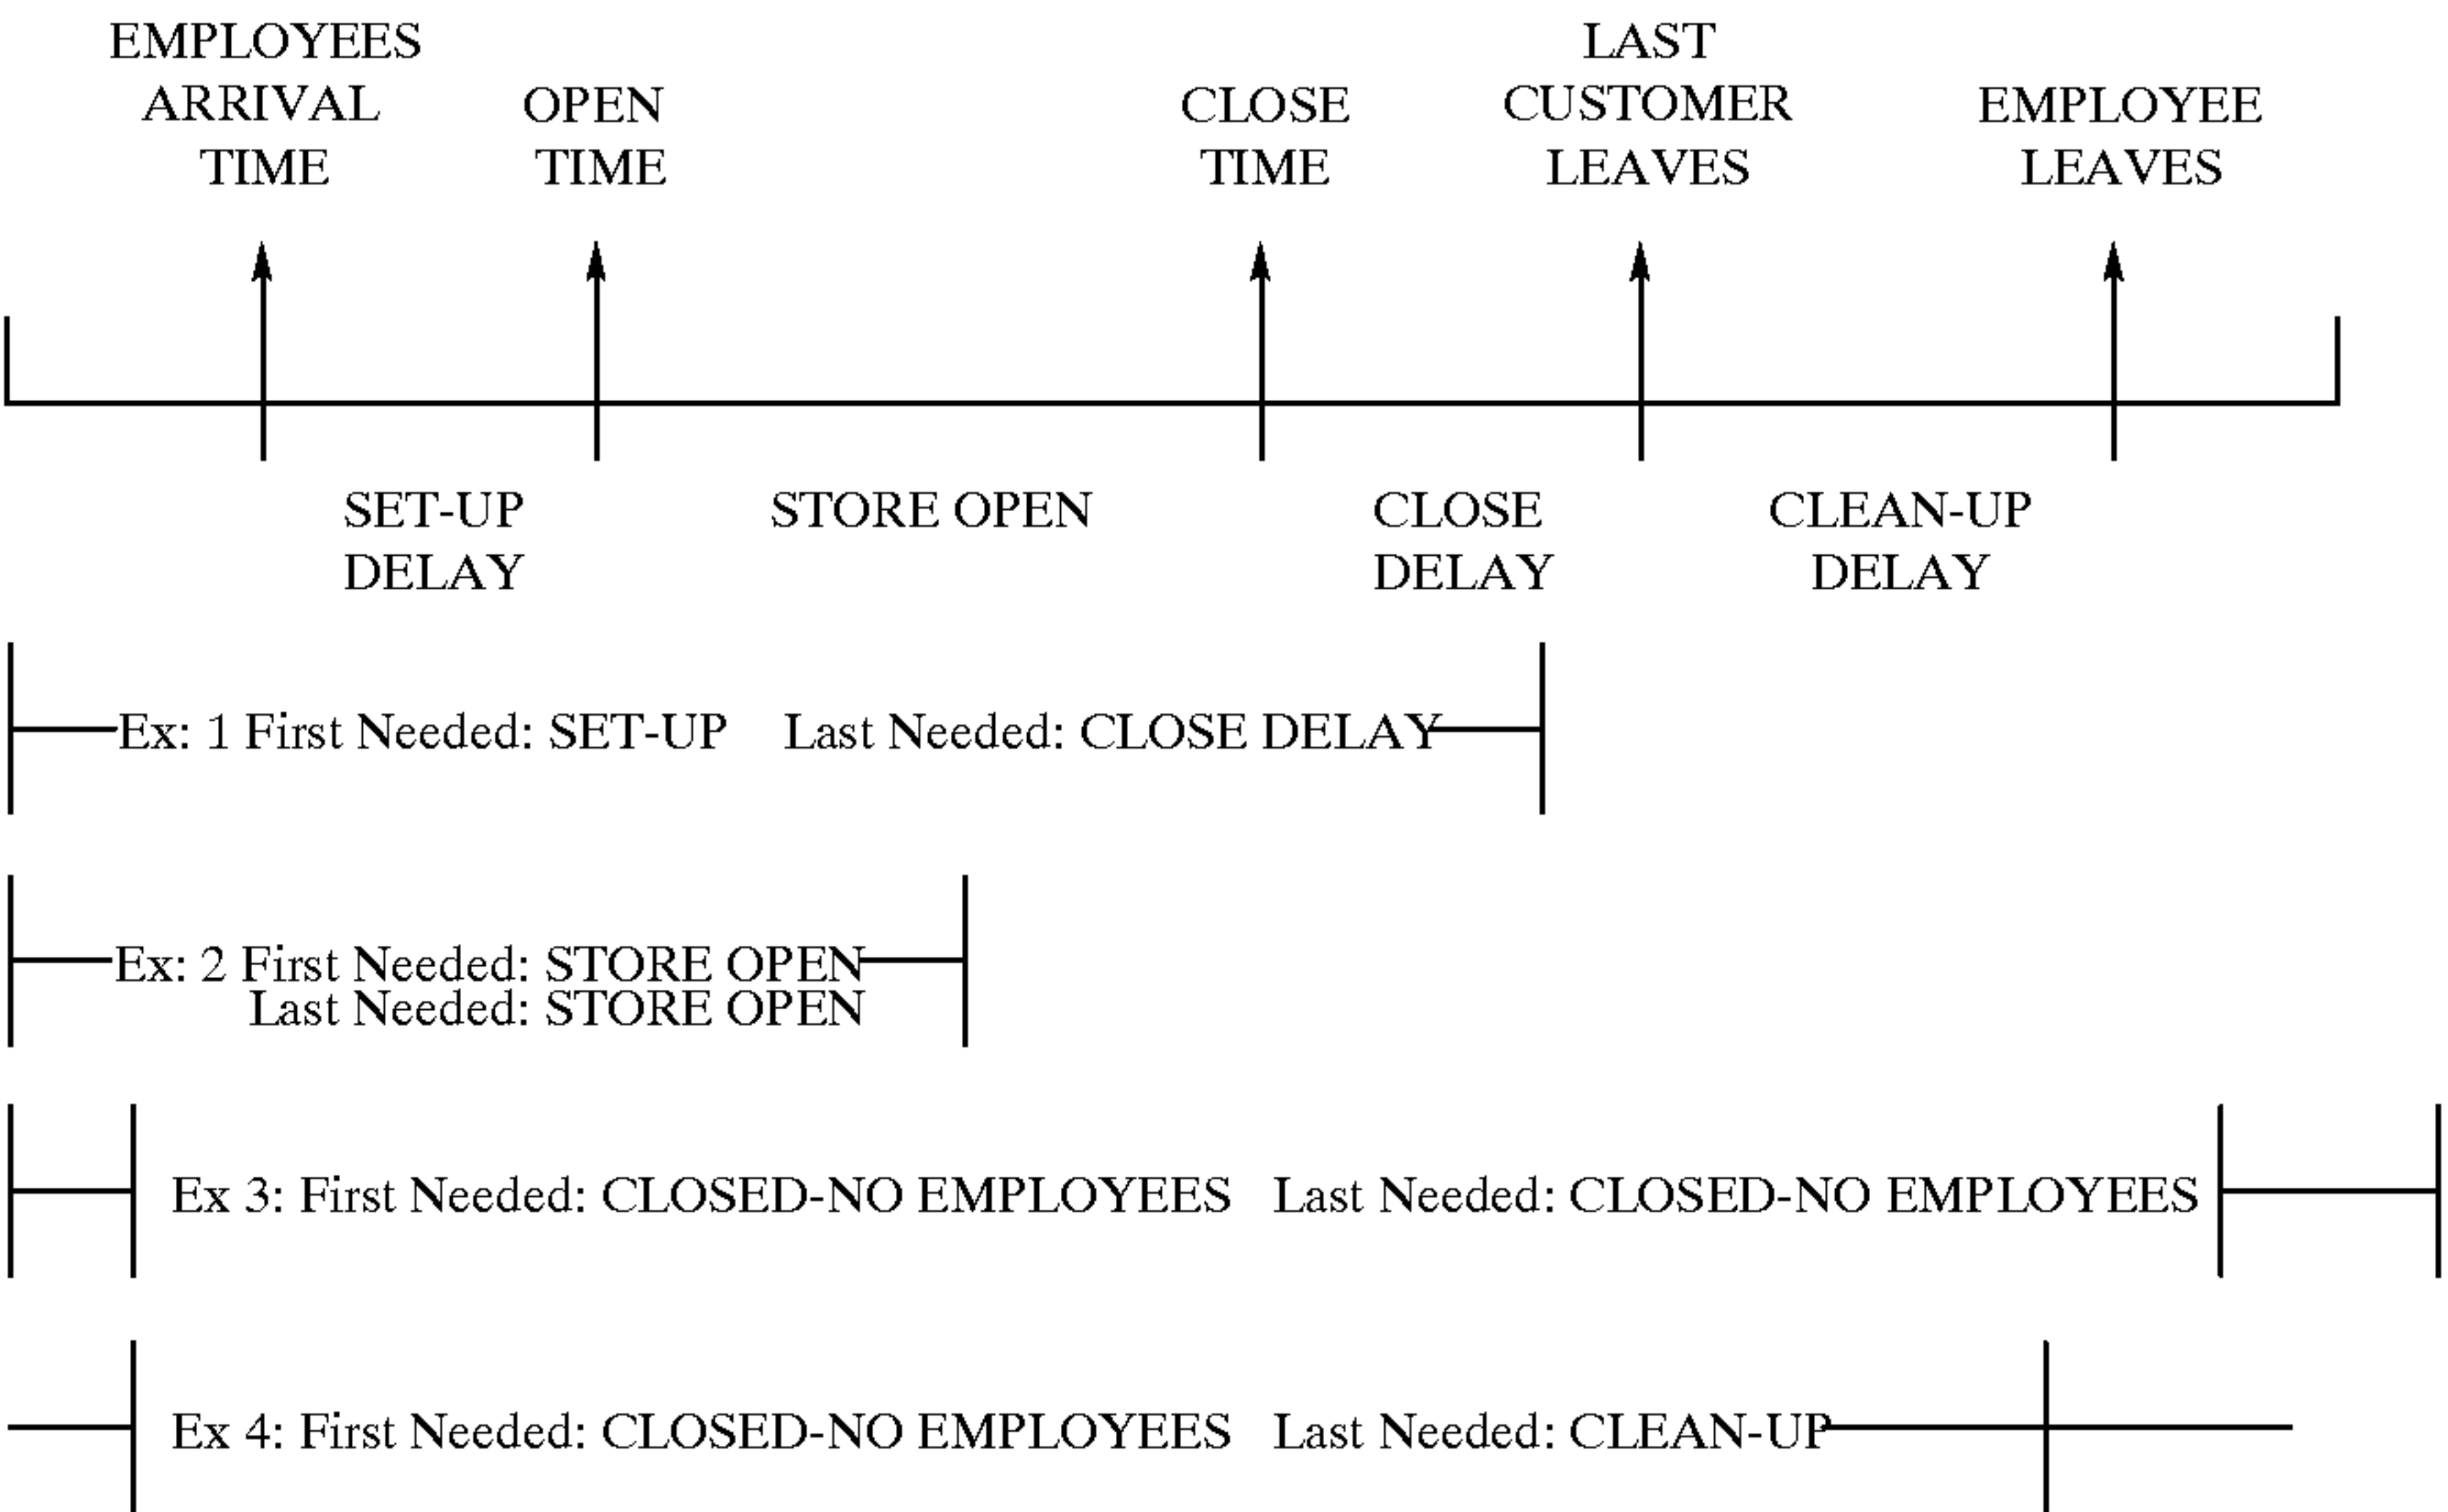 EMPLOYEES
ARRIVAL
TIME
OPEN
TIME
CLOSE
TIME
LAST
CUSTOMER
LEAVES
EMPLOYEE
LEAVES
SET-UP
DELAY
STORE OPEN
CLOSE
DELAY
CLEAN-UP
DELAY
Ex: 1 First Needed: SET-UP Last Needed: CLOSE DELAY
Ex: 2 First Needed: STORE OPEN
Last Needed: STORE OPEN
Ex 3: First Needed: CLOSED-NO EMPLOYEES Last Needed: CLOSED-NO EMPLOYEES
Ex 4: First Needed: CLOSED-NO EMPLOYEES Last Needed: CLEAN-UP